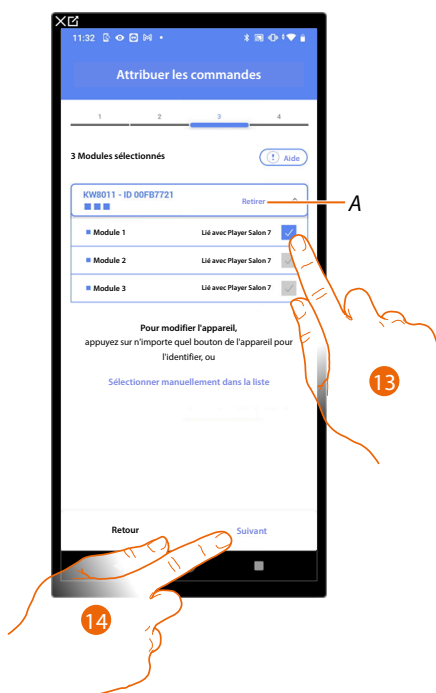 11:32
Attribuer les commandes
1 2 3 4
3 Modules sélectionnés
! Aide
KW8011 - ID 00FB7721
Retirer
A
Module 1 Lié avec Player Salon 7
Module 2 Lié avec Player Salon 7
Module 3 Lié avec Player Salon 7
Pour modifier l'appareil,
appuyez sur n'importe quel bouton de l'appareil pour
l'identifier, ou
Sélectionner manuellement dans la liste
13
Retour Suivant
14